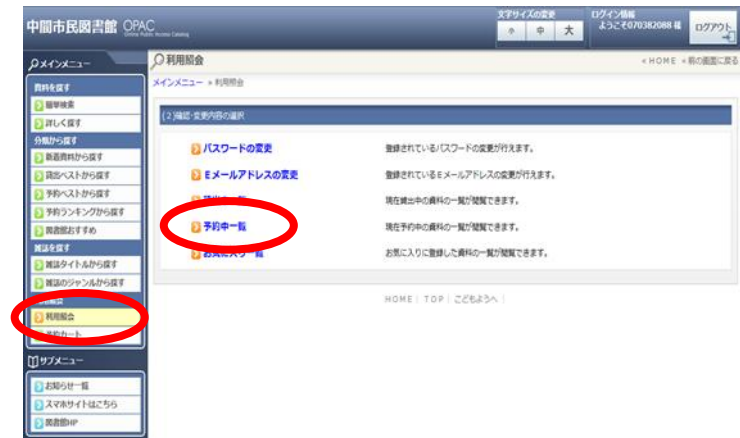 中間市民図書館 OPAC
Online Public Access Catalog
文字サイズの変更
小 中 大
ログイン情報
ようこそ070382088 様
ログアウト
メインメニュー
資料を探す
簡単検索
詳しく探す
分類から探す
新着資料から探す
貸出ベストから探す
予約ベストから探す
予約ランキングから探す
図書館おすすめ
雑誌を探す
雑誌タイトルから探す
雑誌のジャンルから探す
利用照会
予約カート
サブメニュー
お知らせ一覧
スマホサイトはこちら
図書館HP
利用照会
«HOME «前の画面に戻る
メインメニュー » 利用照会
(2)確認・変更内容の選択
パスワードの変更 登録されているパスワードの変更が行えます。
Eメールアドレスの変更 登録されているEメールアドレスの変更が行えます。
現在貸出中の資料の一覧が閲覧できます。
予約中一覧 現在予約中の資料の一覧が閲覧できます。
お気に入り一覧 お気に入りに登録した資料の一覧が閲覧できます。
HOME｜TOP｜こどもようへ｜